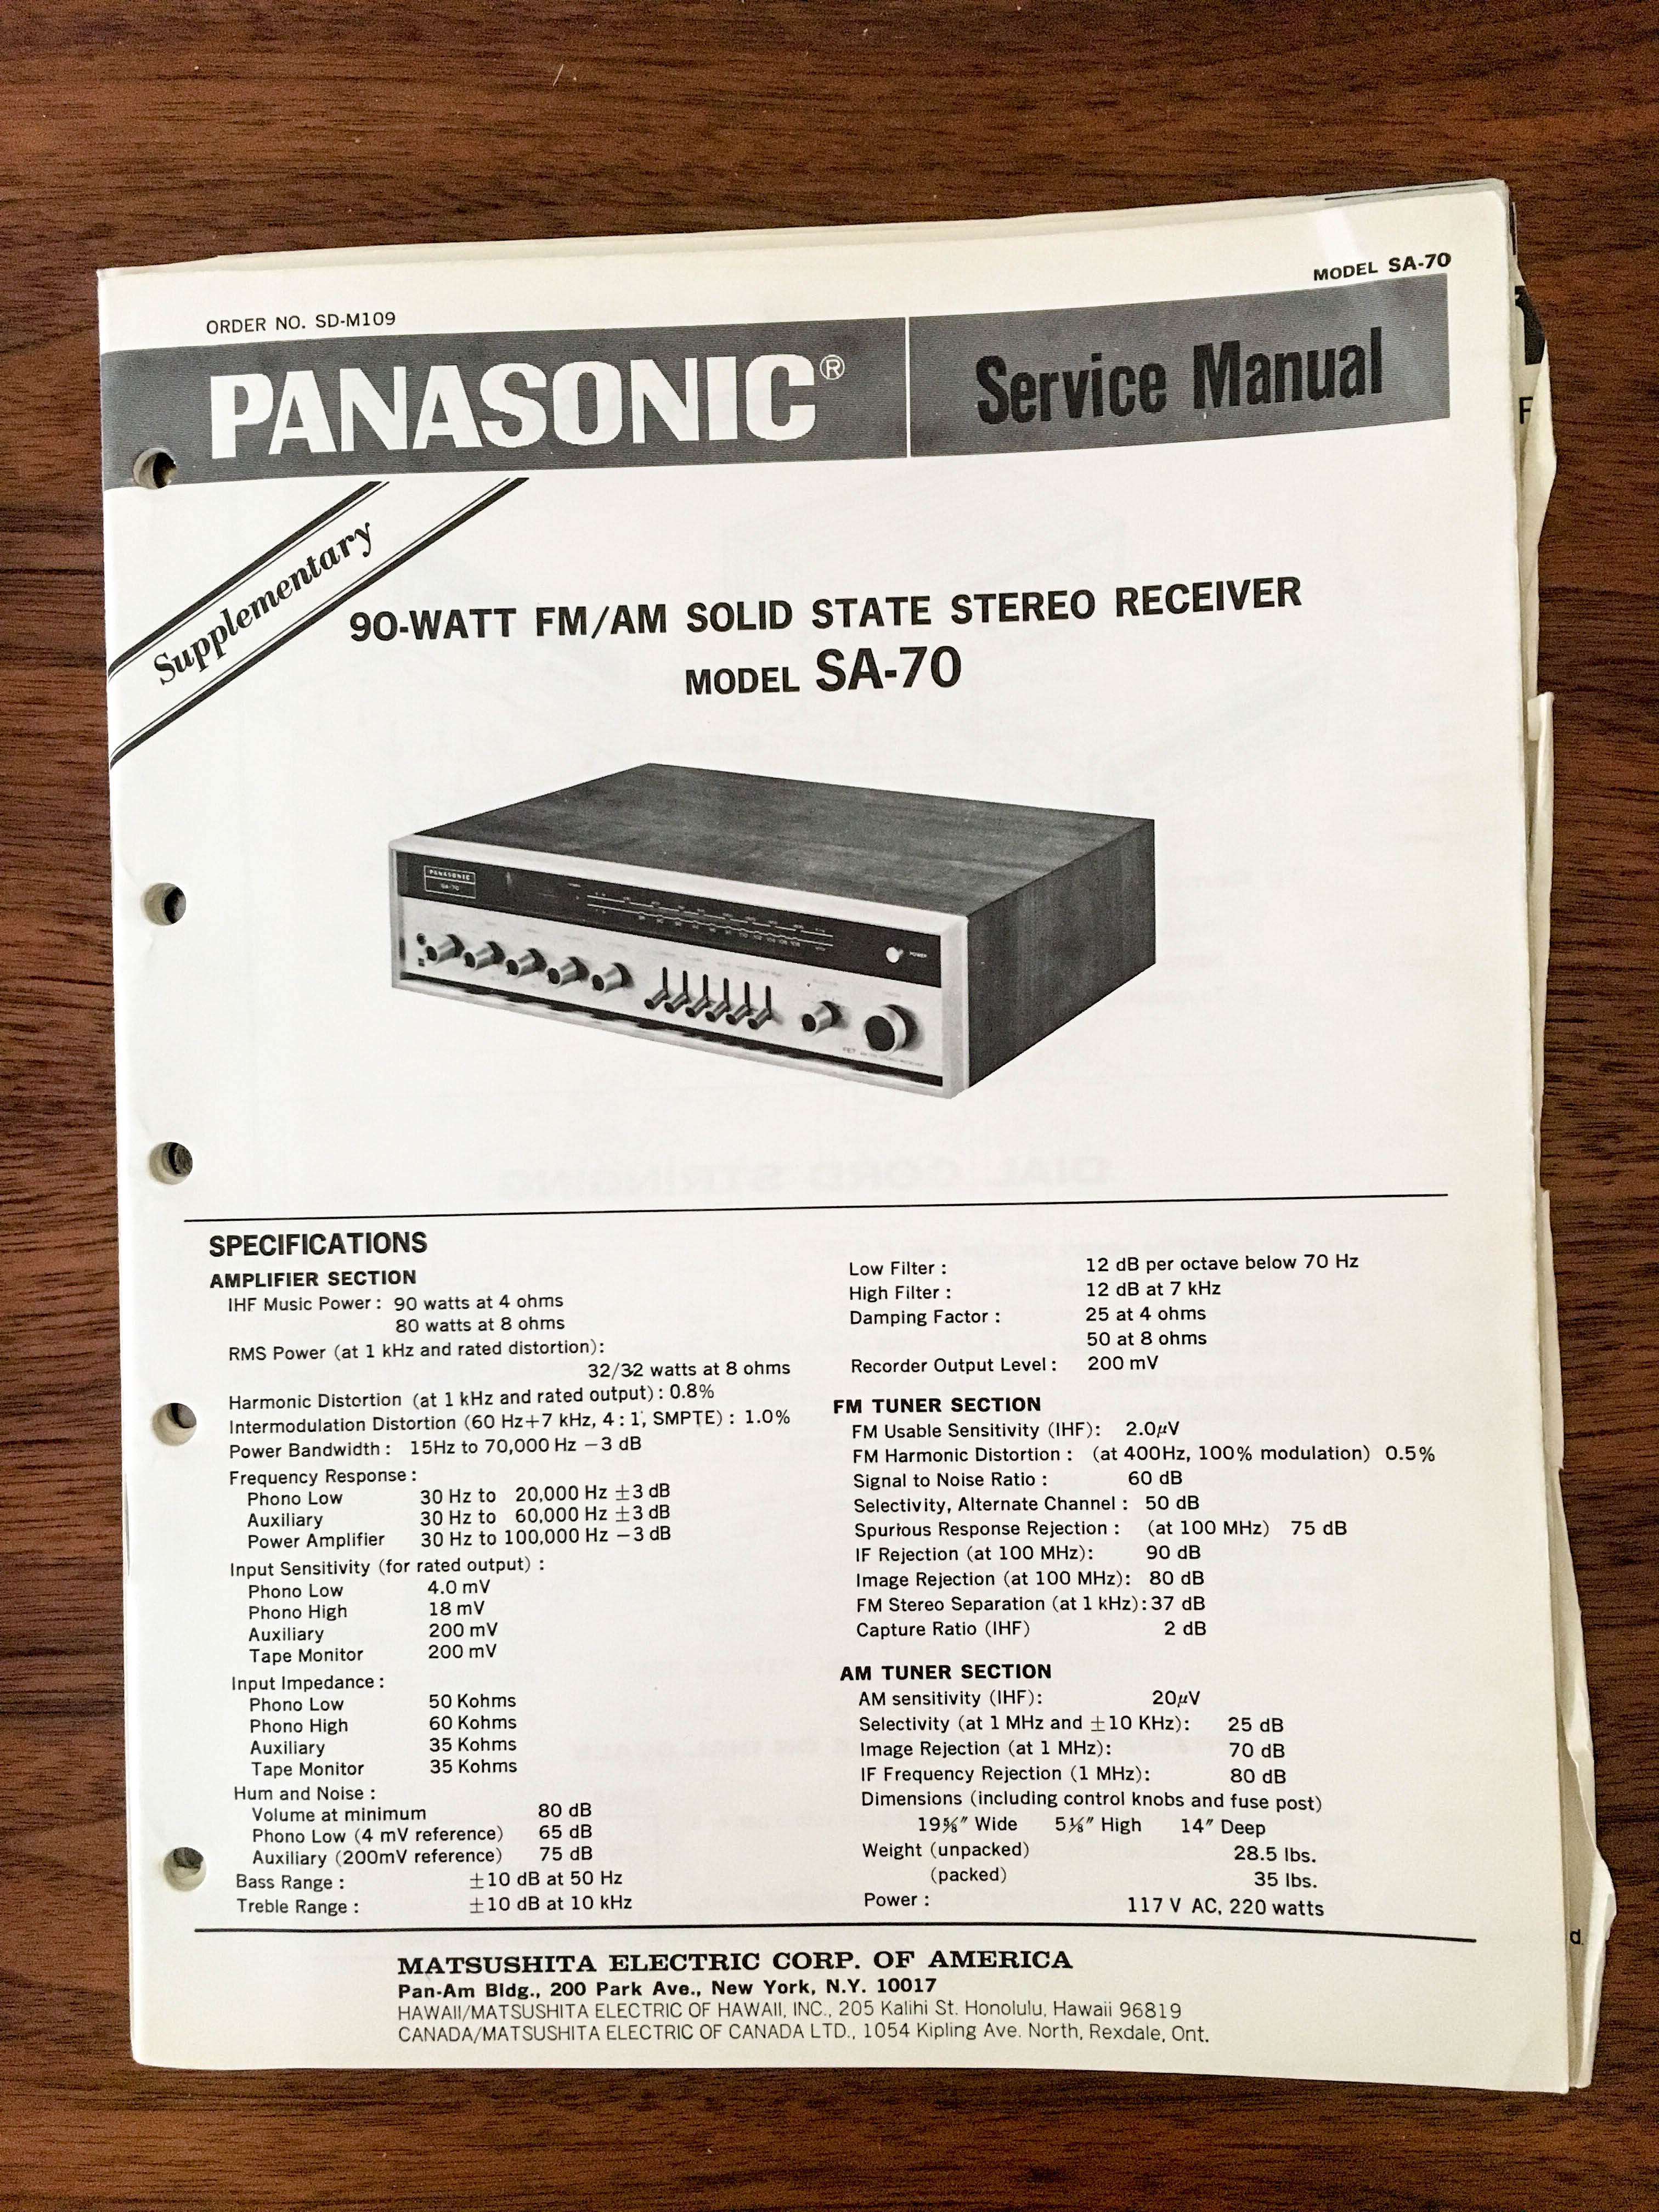 MODEL SA-70
ORDER NO. SD-M109
PANASONIC®
Service Manual
Supplementary
90-WATT FM/AM SOLID STATE STEREO RECEIVER
MODEL SA-70
PANASONIC
SA-70
POWER
SPECIFICATIONS
AMPLIFIER SECTION
IHF Music Power: 90 watts at 4 ohms
80 watts at 8 ohms
RMS Power (at 1 kHz and rated distortion):
32/32 watts at 8 ohms
Harmonic Distortion (at 1 kHz and rated output): 0.8%
Intermodulation Distortion (60 Hz+7 kHz, 4 : 1, SMPTE) : 1.0%
Power Bandwidth : 15Hz to 70,000 Hz −3 dB
Frequency Response :
Phono Low 30 Hz to 20,000 Hz ±3 dB
Auxiliary 30 Hz to 60,000 Hz ±3 dB
Power Amplifier 30 Hz to 100,000 Hz −3 dB
Input Sensitivity (for rated output) :
Phono Low 4.0 mV
Phono High 18 mV
Auxiliary 200 mV
Tape Monitor 200 mV
Input Impedance :
Phono Low 50 Kohms
Phono High 60 Kohms
Auxiliary 35 Kohms
Tape Monitor 35 Kohms
Hum and Noise :
Volume at minimum 80 dB
Phono Low (4 mV reference) 65 dB
Auxiliary (200mV reference) 75 dB
Bass Range : ±10 dB at 50 Hz
Treble Range : ±10 dB at 10 kHz
Low Filter : 12 dB per octave below 70 Hz
High Filter : 12 dB at 7 kHz
Damping Factor : 25 at 4 ohms
50 at 8 ohms
Recorder Output Level : 200 mV
FM TUNER SECTION
FM Usable Sensitivity (IHF): 2.0μV
FM Harmonic Distortion : (at 400Hz, 100% modulation) 0.5%
Signal to Noise Ratio : 60 dB
Selectivity, Alternate Channel : 50 dB
Spurious Response Rejection : (at 100 MHz) 75 dB
IF Rejection (at 100 MHz): 90 dB
Image Rejection (at 100 MHz): 80 dB
FM Stereo Separation (at 1 kHz): 37 dB
Capture Ratio (IHF) 2 dB
AM TUNER SECTION
AM sensitivity (IHF): 20μV
Selectivity (at 1 MHz and ±10 KHz): 25 dB
Image Rejection (at 1 MHz): 70 dB
IF Frequency Rejection (1 MHz): 80 dB
Dimensions (including control knobs and fuse post)
Wide High 14″ Deep
Weight (unpacked) 28.5 lbs.
(packed) 35 lbs.
Power : 117 V AC, 220 watts
MATSUSHITA ELECTRIC CORP. OF AMERICA
Pan-Am Bldg., 200 Park Ave., New York, N.Y. 10017
HAWAII/MATSUSHITA ELECTRIC OF HAWAII, INC., 205 Kalihi St. Honolulu, Hawaii 96819
CANADA/MATSUSHITA ELECTRIC OF CANADA LTD., 1054 Kipling Ave. North, Rexdale, Ont.